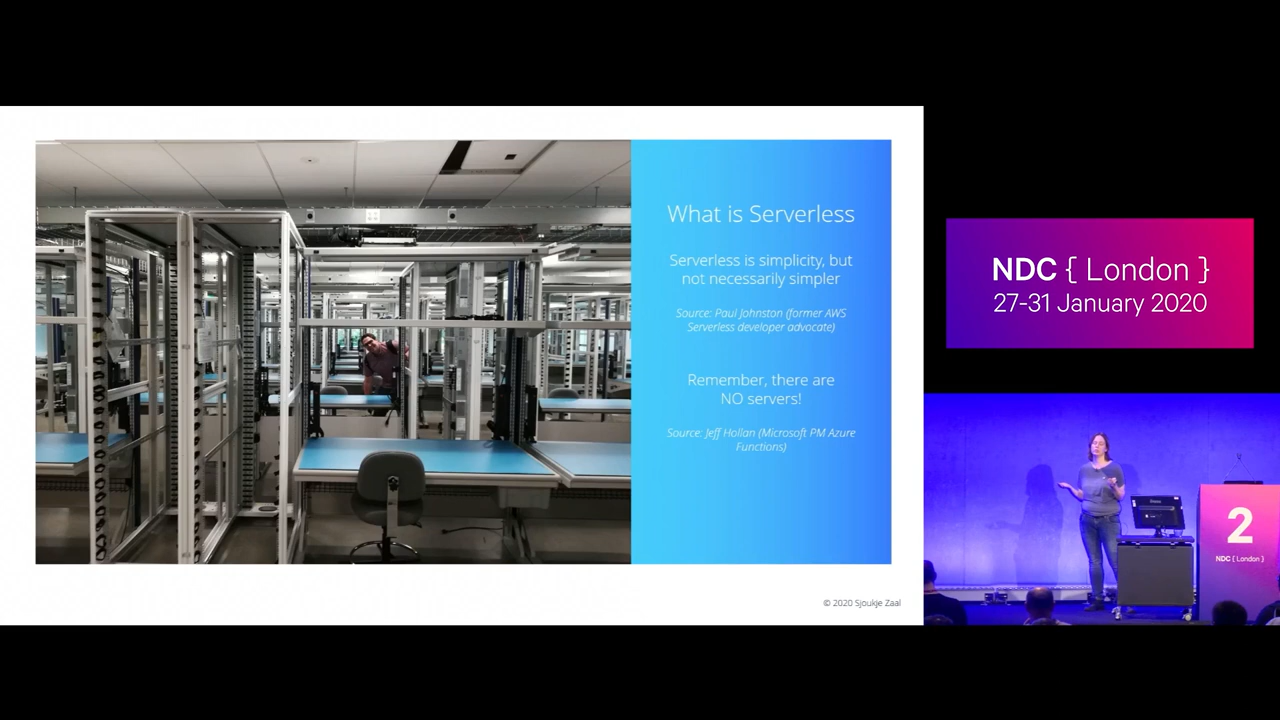 What is Serverless
Serverless is simplicity, but
not necessarily simpler
Source: Paul Johnston (former AWS
Serverless developer advocate)
Remember, there are
NO servers!
Source: Jeff Hollan (Microsoft PM Azure
Functions)
© 2020 Sjoukje Zaal
NDC { London }
27-31 January 2020
2
NDC { London }